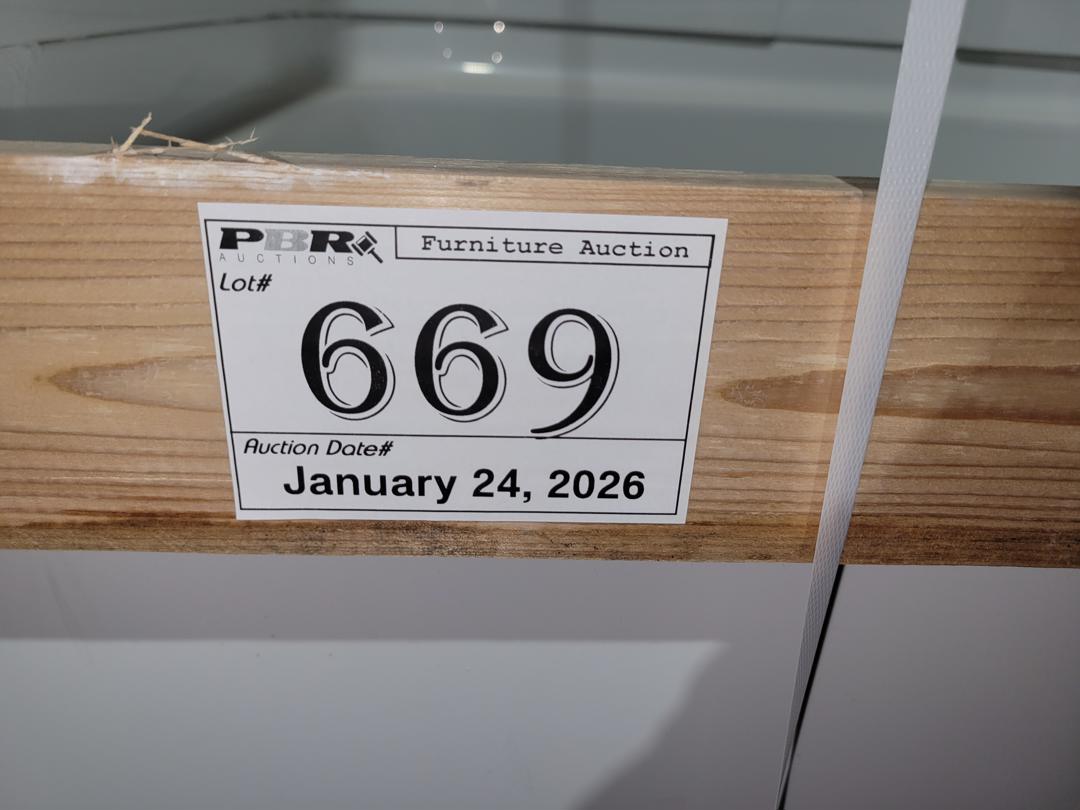 PBR
AUCTIONS
Furniture Auction
Lot#
669
Auction Date#
January 24, 2026